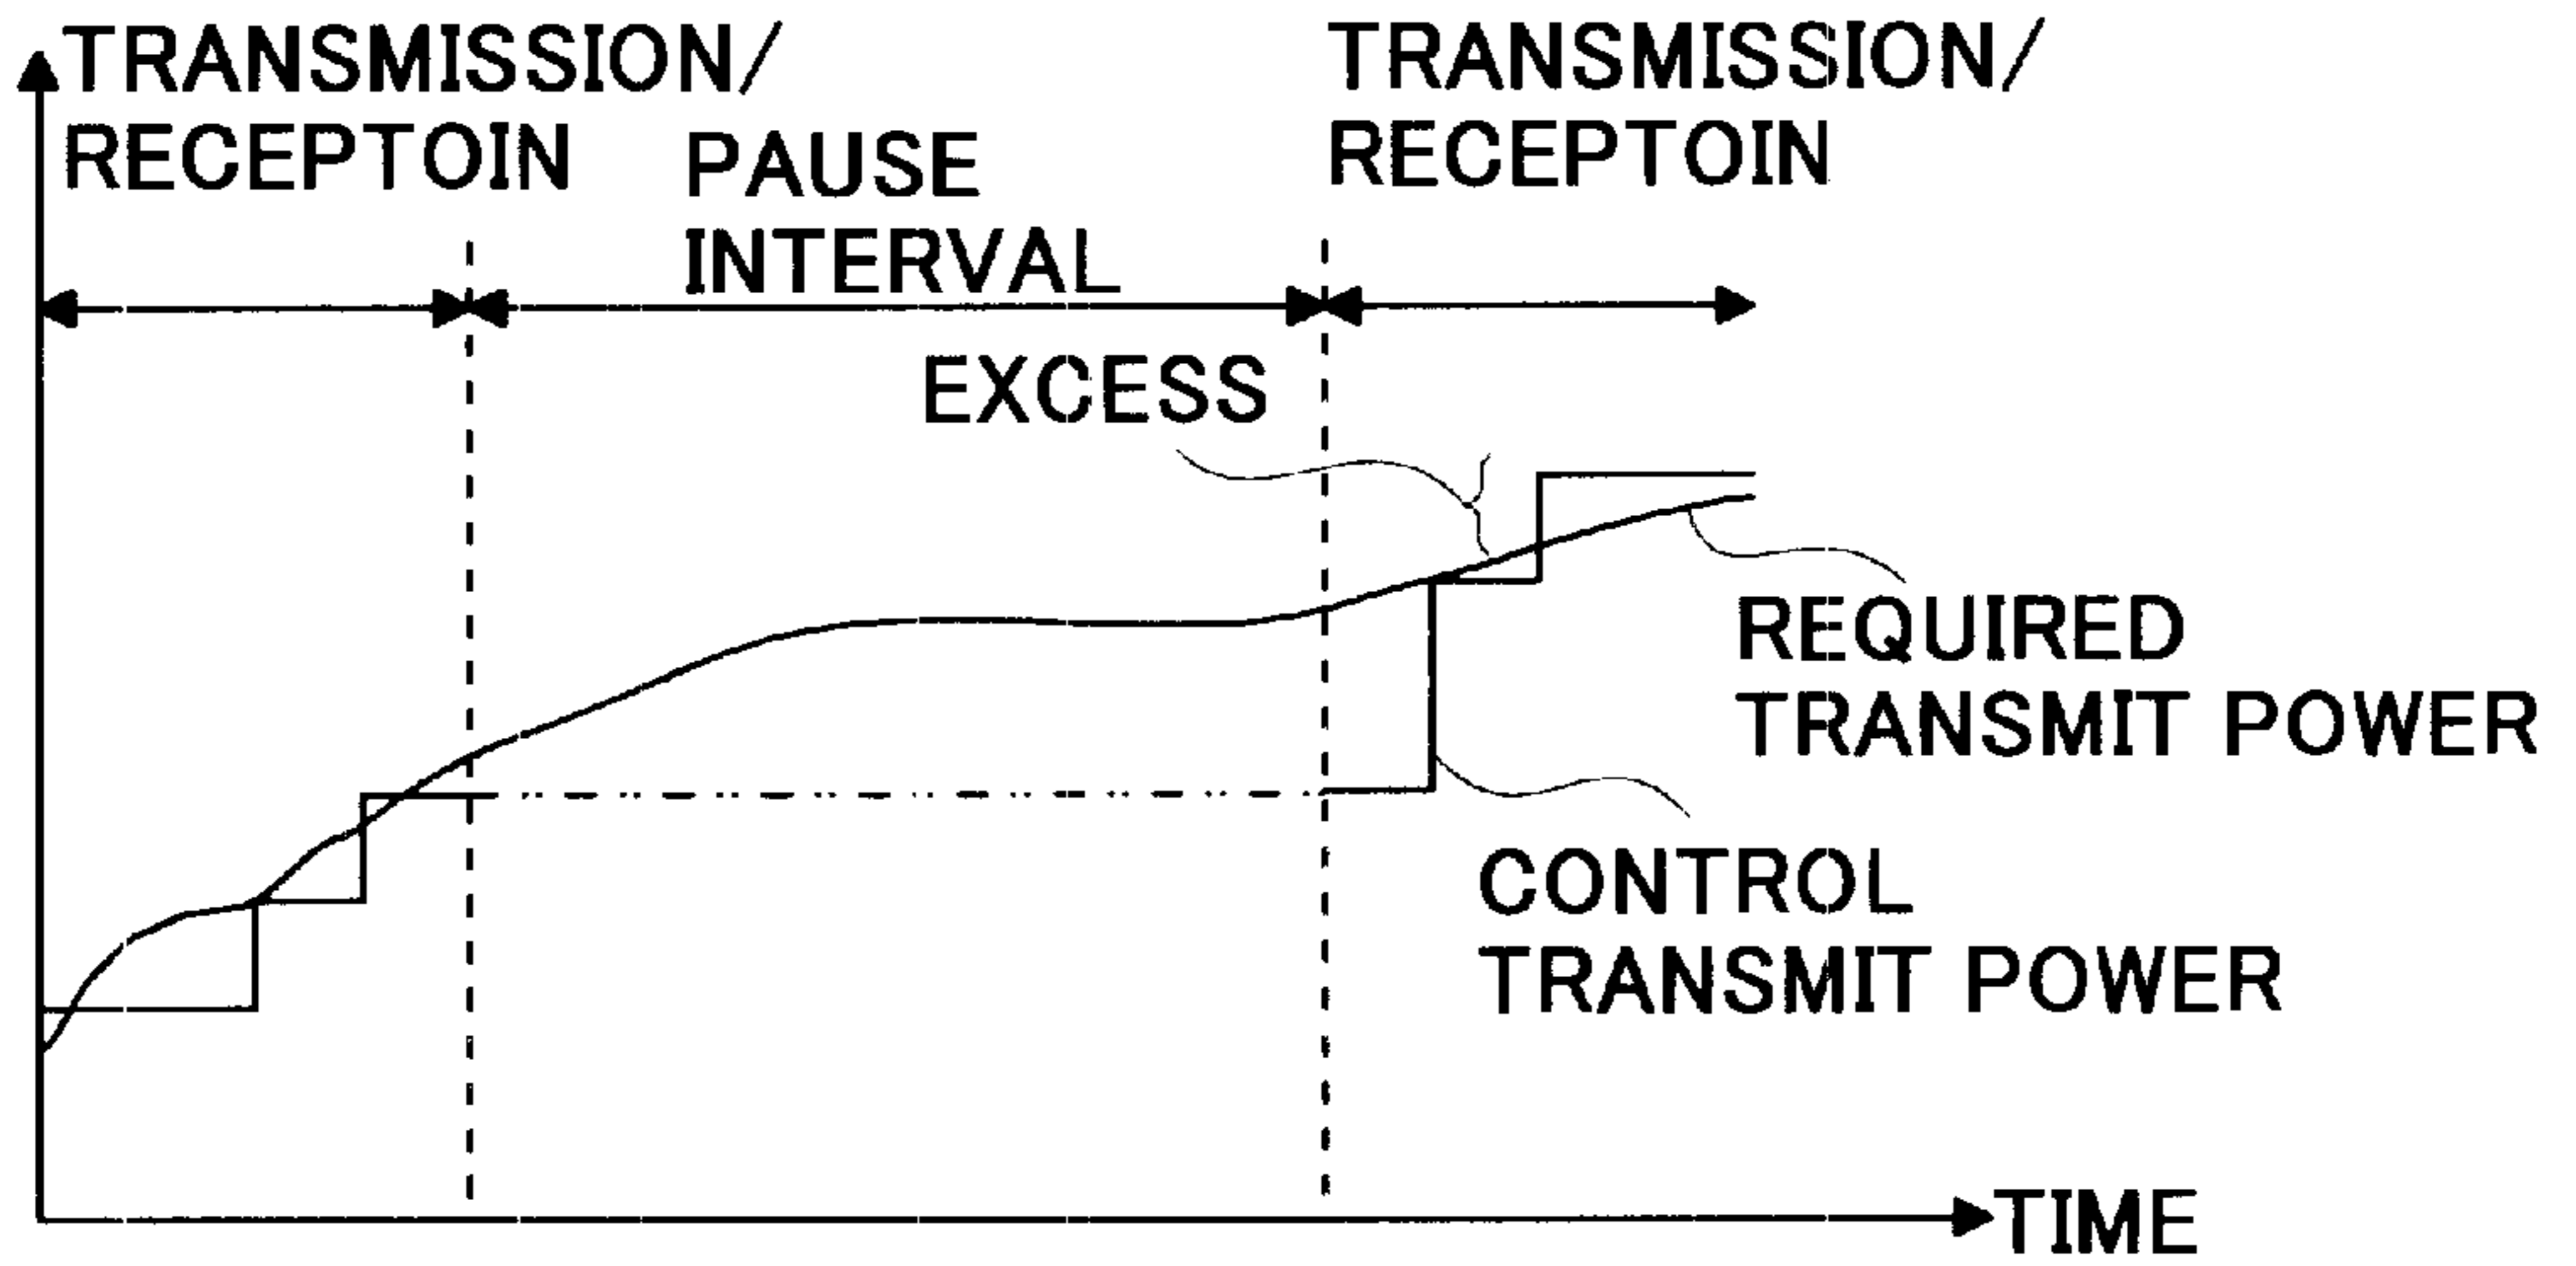 TRANSMISSION/
RECEPTOIN
PAUSE
INTERVAL
TRANSMISSION/
RECEPTOIN
EXCESS
REQUIRED
TRANSMIT POWER
CONTROL
TRANSMIT POWER
TIME